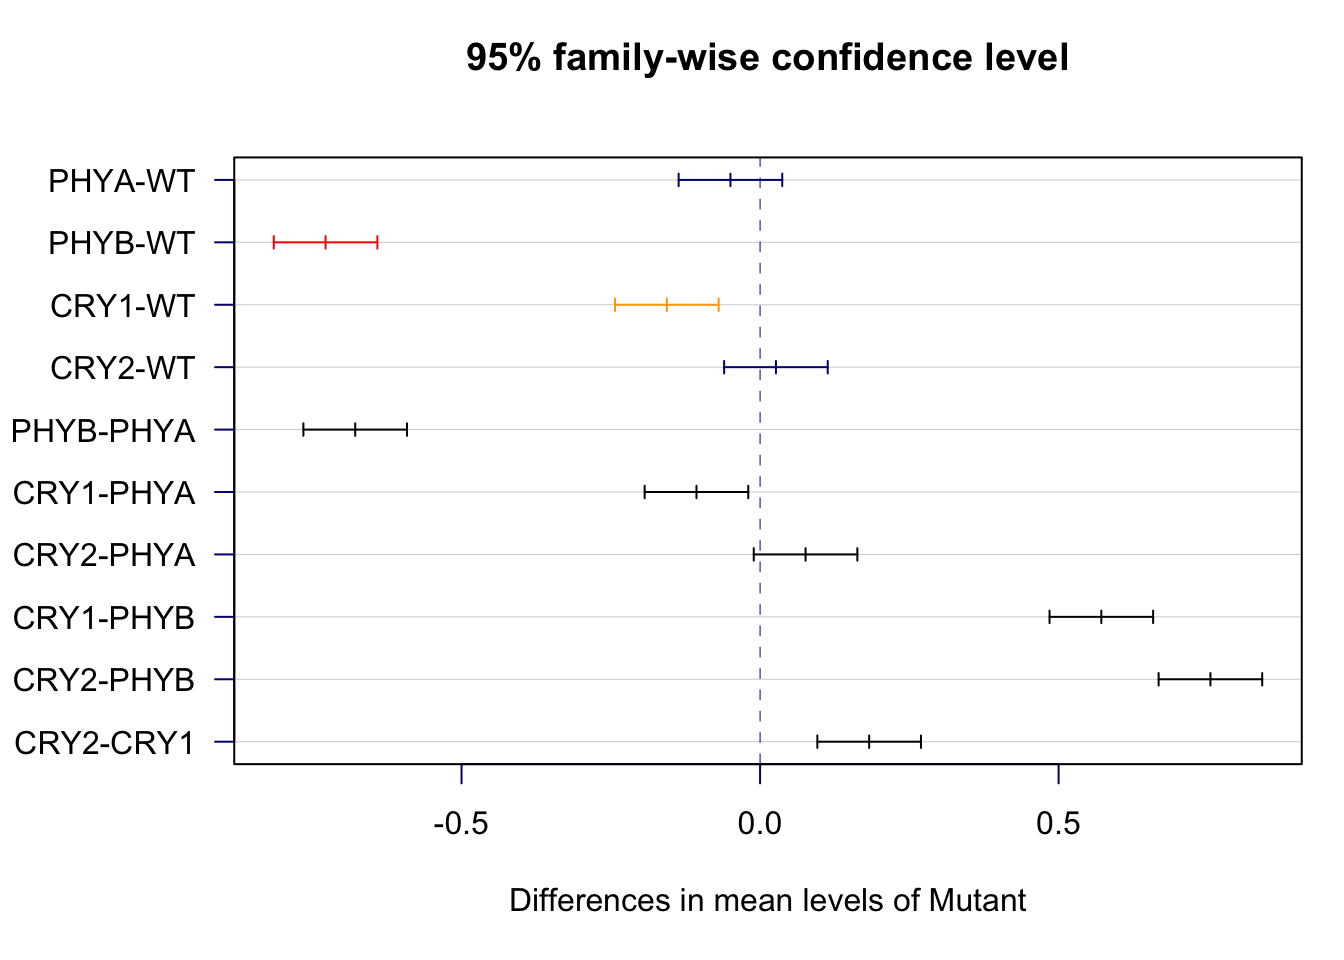 95% family-wise confidence level
PHYA-WT
PHYB-WT
CRY1-WT
CRY2-WT
PHYB-PHYA
CRY1-PHYA
CRY2-PHYA
CRY1-PHYB
CRY2-PHYB
CRY2-CRY1
-0.5 0.0 0.5
Differences in mean levels of Mutant